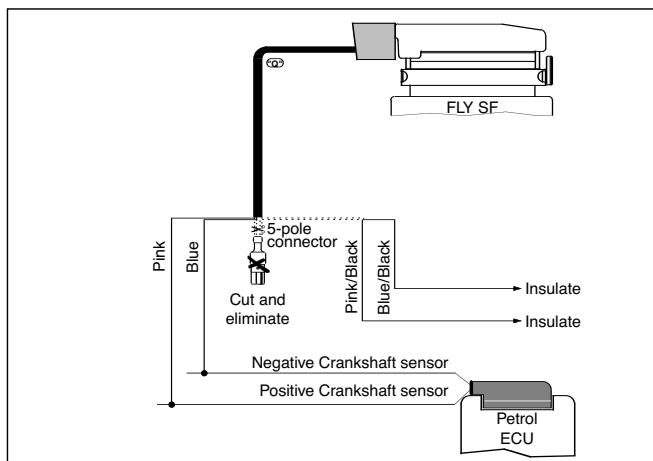 FLY SF
Pink
Blue
5-pole
connector
Cut and
eliminate
Pink/Black
Blue/Black
Insulate
Insulate
Negative Crankshaft sensor
Positive Crankshaft sensor
Petrol
ECU